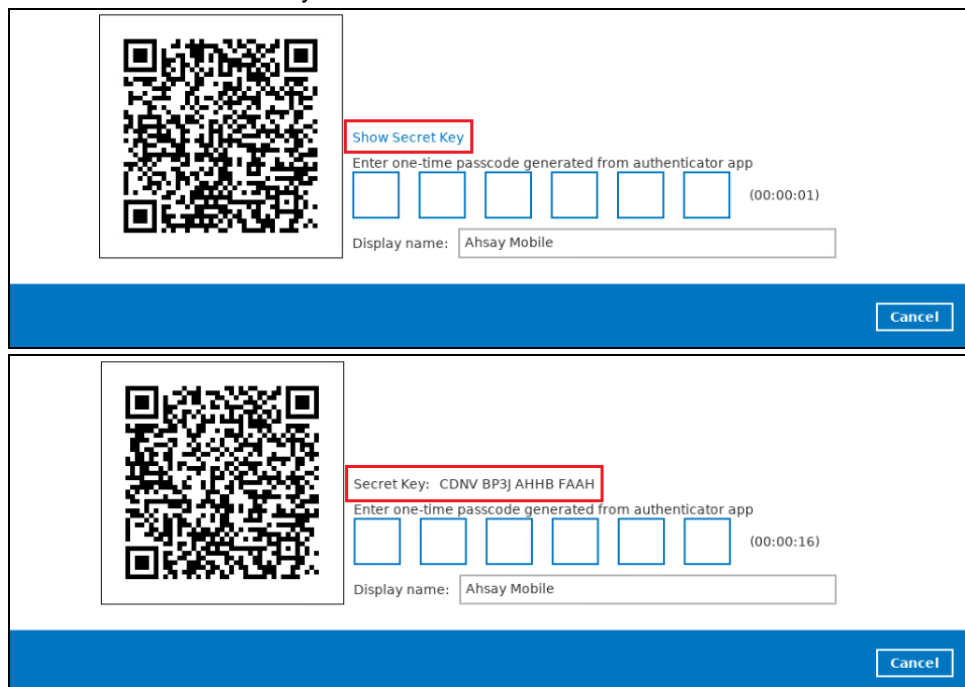 Show Secret Key
Enter one-time passcode generated from authenticator app
(00:00:01)
Display name: Ahsay Mobile
Cancel
Secret Key: CDNV BP3J AHHB FAAH
Enter one-time passcode generated from authenticator app
(00:00:16)
Display name: Ahsay Mobile
Cancel